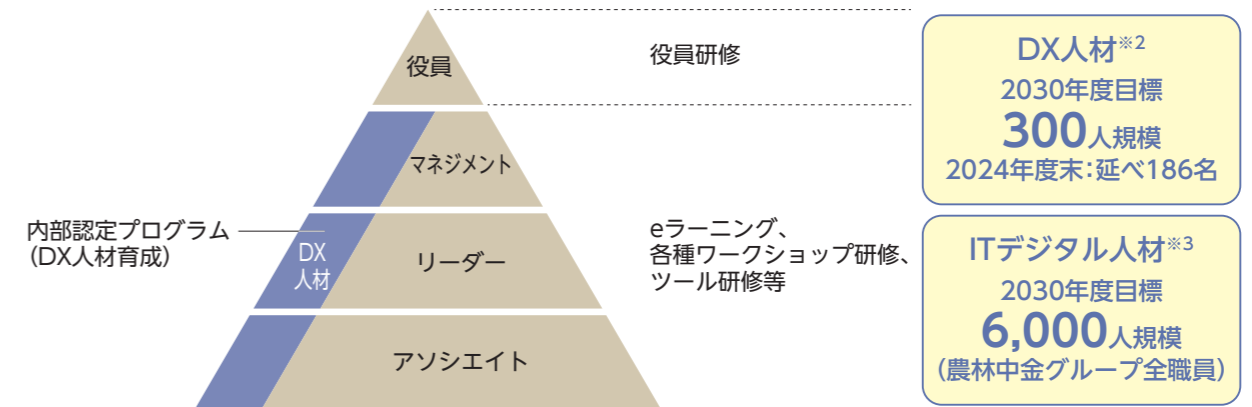 役員
マネジメント
DX
人材
リーダー
アソシエイト
内部認定プログラム
（DX人材育成）
役員研修
eラーニング、
各種ワークショップ研修、
ツール研修等
DX人材※2
2030年度目標
300人規模
2024年度末：延べ186名
ITデジタル人材※3
2030年度目標
6,000人規模
（農林中金グループ全職員）